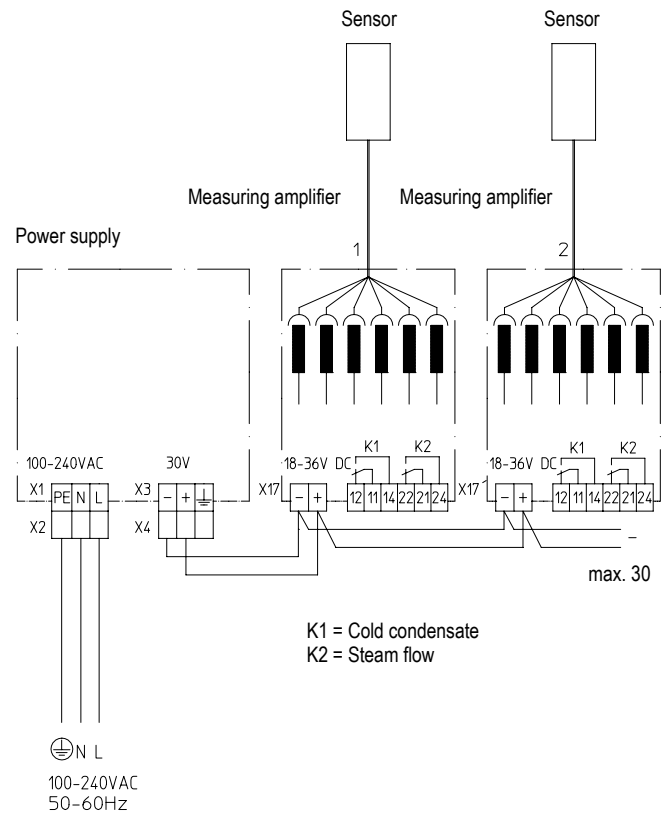 Sensor Sensor
Measuring amplifier Measuring amplifier
Power supply
1 2
100-240VAC 30V 18-36V DC K1 K2 18-36V DC K1 K2
X1 PE N L X3 - + ⏚ X17 - + 12 11 14 22 21 24 X17 - + 12 11 14 22 21 24
X2 X4
–
max. 30
K1 = Cold condensate
K2 = Steam flow
N L
100-240VAC
50-60Hz